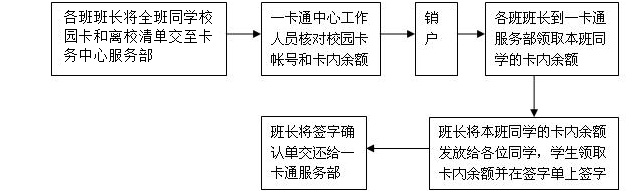 各班班长将全班同学校
园卡和离校清单交至卡
务中心服务部
一卡通中心工作
人员核对校园卡
帐号和卡内余额
销
户
各班班长到一卡通
服务部领取本班同
学的卡内余额
班长将本班同学的卡内余额
发放给各位同学，学生领取
卡内余额并在签字单上签字
班长将签字确
认单交还给一
卡通服务部